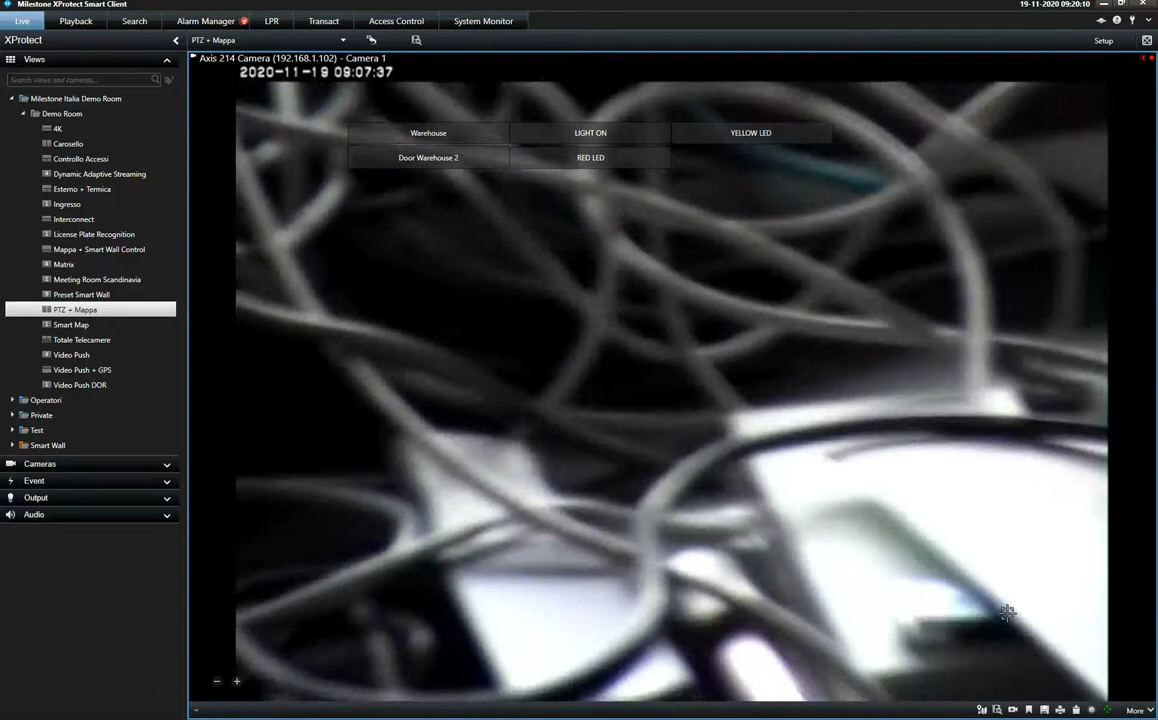 Milestone XProtect Smart Client
19-11-2020 09:20:10
Live
Playback
Search
Alarm Manager
LPR
Transact
Access Control
System Monitor
XProtect
PTZ + Mappa
Setup
Views
Search views and cameras...
Milestone Italia Demo Room
Demo Room
4K
Carosello
Controllo Accessi
Dynamic Adaptive Streaming
Esterno + Termica
Ingresso
Interconnect
License Plate Recognition
Mappa + Smart Wall Control
Matrix
Meeting Room Scandinavia
Preset Smart Wall
PTZ + Mappa
Smart Map
Totale Telecamere
Video Push
Video Push + GPS
Video Push DOR
Operatori
Private
Test
Smart Wall
Cameras
Event
Output
Audio
Axis 214 Camera (192.168.1.102) - Camera 1
2020-11-19 09:07:37
Warehouse
LIGHT ON
YELLOW LED
Door Warehouse 2
RED LED
More